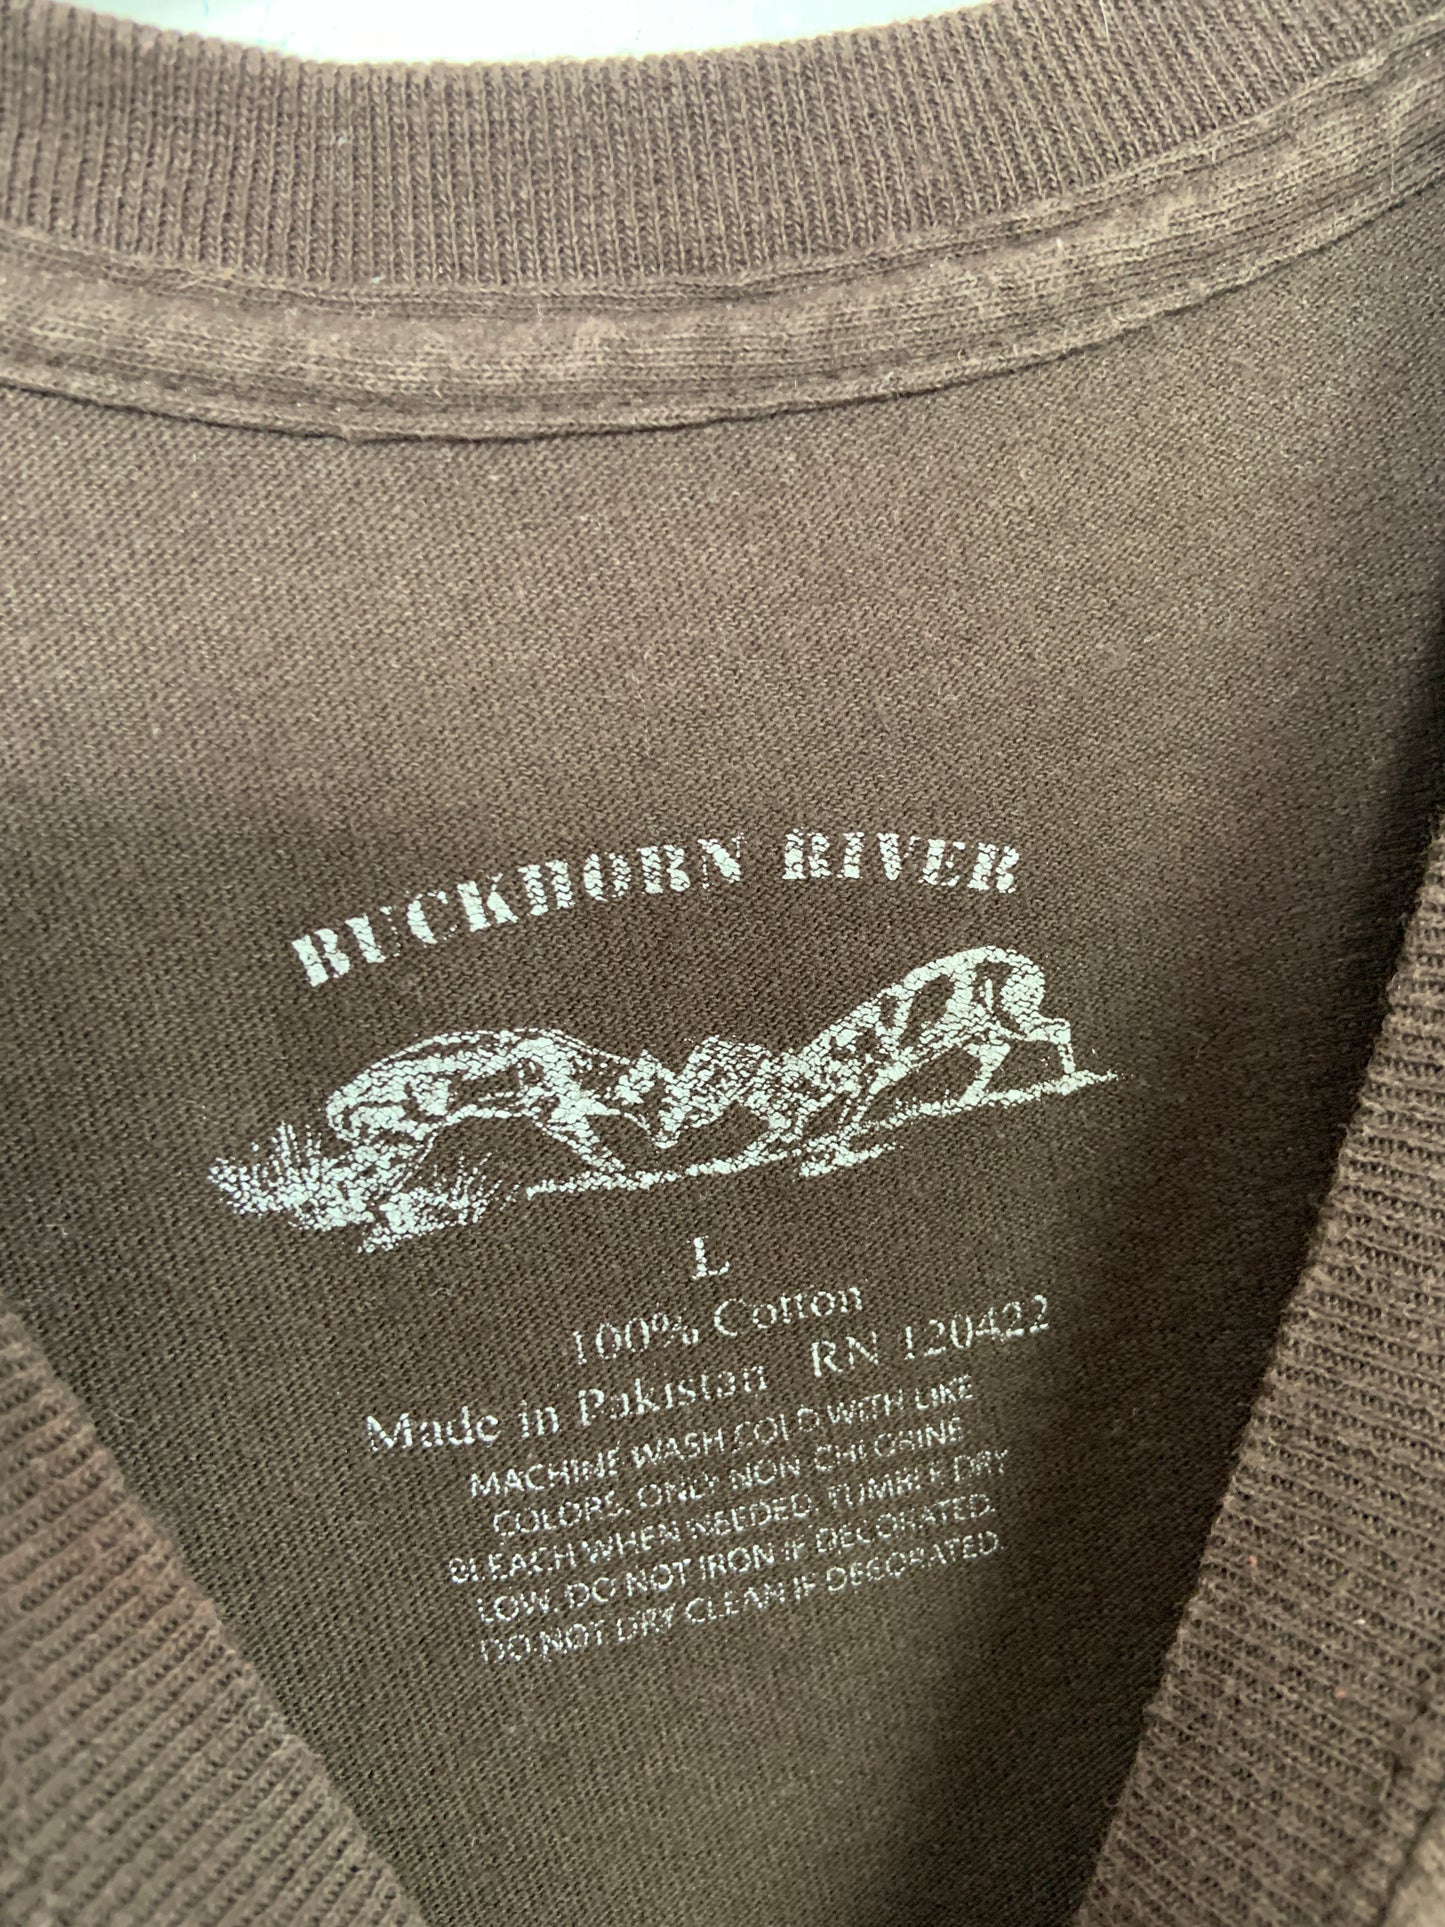 BUCKHORN RIVER
L
100% Cotton
Made in Pakistan RN 120422
MACHINE WASH COLD WITH LIKE
COLORS, ONLY NON-CHLORINE
BLEACH WHEN NEEDED. TUMBLE DRY
LOW. DO NOT IRON IF DECORATED.
DO NOT DRY CLEAN IF DECORATED.